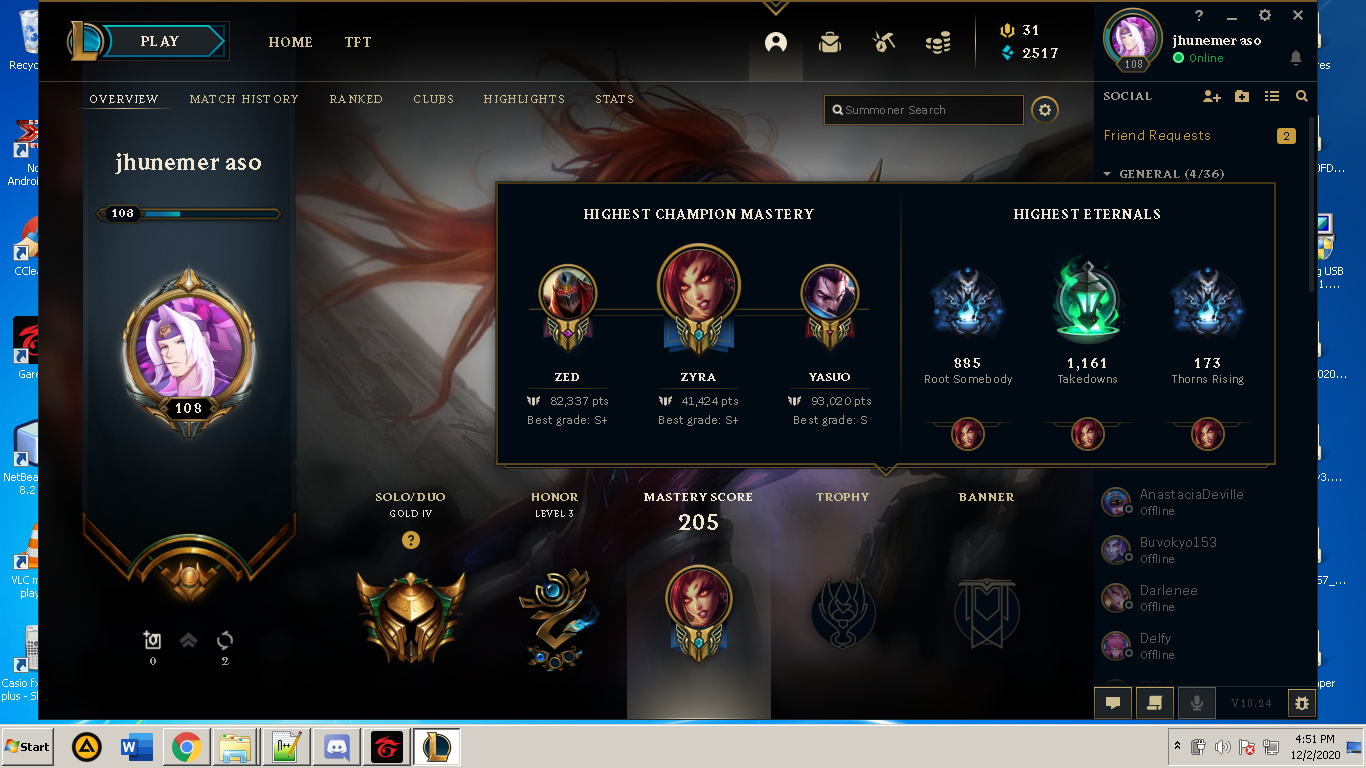 PLAY
HOME
TFT
31
2517
?
jhunemer aso
108
Online
OVERVIEW
MATCH HISTORY
RANKED
CLUBS
HIGHLIGHTS
STATS
Summoner Search
SOCIAL
Friend Requests
2
GENERAL (4/36)
jhunemer aso
108
108
HIGHEST CHAMPION MASTERY
HIGHEST ETERNALS
ZED
82,337 pts
Best grade: S+
ZYRA
41,424 pts
Best grade: S+
YASUO
93,020 pts
Best grade: S
885
Root Somebody
1,161
Takedowns
173
Thorns Rising
SOLO/DUO
GOLD IV
?
HONOR
LEVEL 3
MASTERY SCORE
205
TROPHY
BANNER
0
2
AnastaciaDeville
Offline
Buvokyo153
Offline
Darlenee
Offline
Delfy
Offline
V10.24
Recyc
No
Androi
CClea
Gare
NetBea
8.2
VLC m
play
Casio fx
plus - S
res
0FD...
g USB
1....
020...
v3....
57_...
per
Start
4:51 PM
12/2/2020